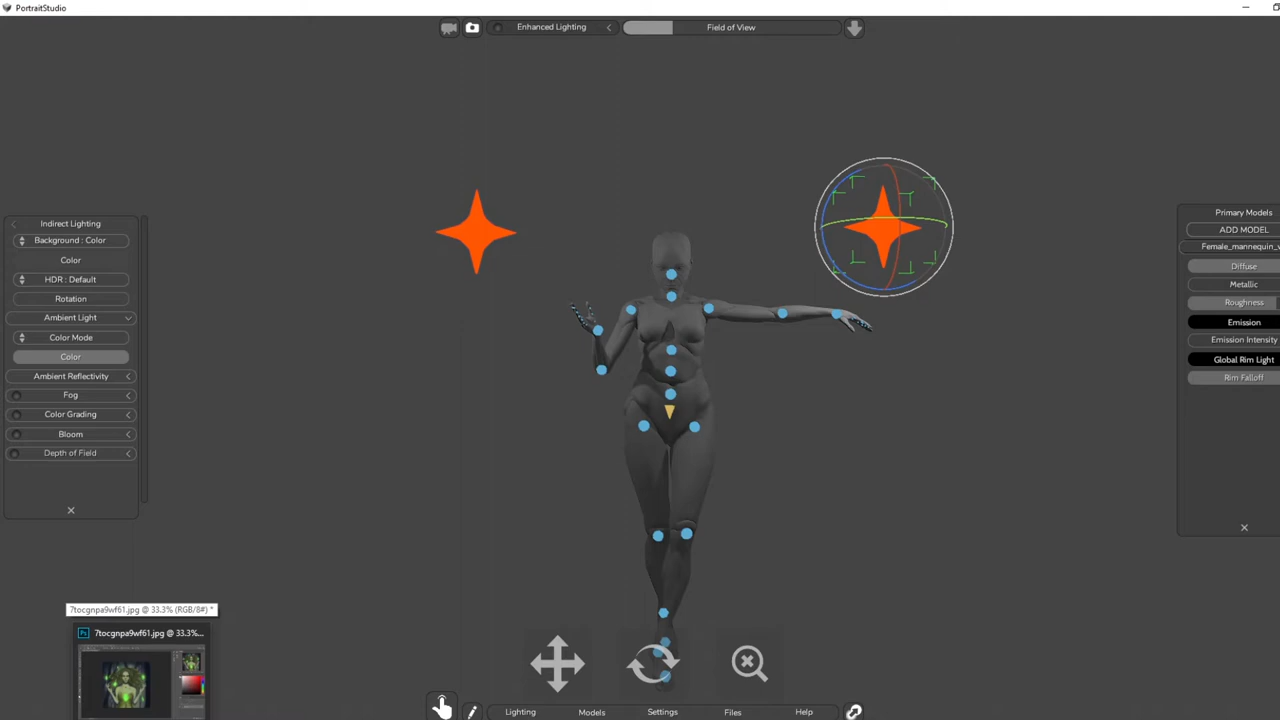 PortraitStudio
Enhanced Lighting
Field of View
Indirect Lighting
Background : Color
Color
HDR : Default
Rotation
Ambient Light
Color Mode
Color
Ambient Reflectivity
Fog
Color Grading
Bloom
Depth of Field
Primary Models
ADD MODEL
Female_mannequin_v
Diffuse
Metallic
Roughness
Emission
Emission Intensity
Global Rim Light
Rim Falloff
7tocgnpa9wf61.jpg @ 33.3% (RGB/8#) *
Ps 7tocgnpa9wf61.jpg @ 33.3%...
Lighting
Models
Settings
Files
Help